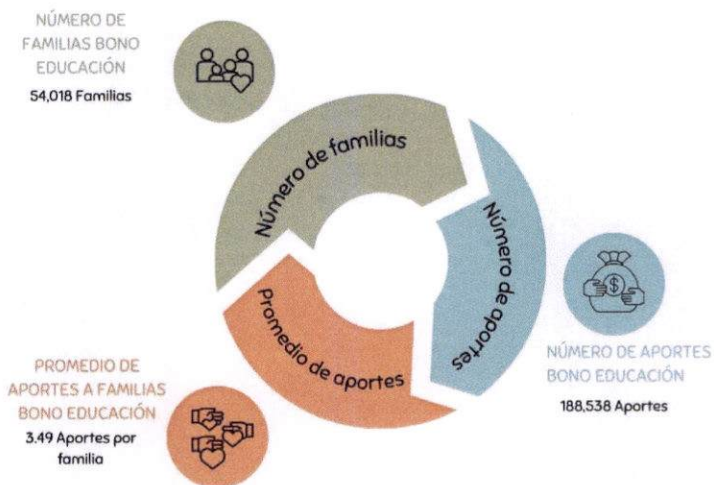 NÚMERO DE
FAMILIAS BONO
EDUCACIÓN
54,018 Familias
Número de familias
Número de aportes
NÚMERO DE APORTES
BONO EDUCACIÓN
188,538 Aportes
Promedio de aportes
PROMEDIO DE
APORTES A FAMILIAS
BONO EDUCACIÓN
3.49 Aportes por
familia
$